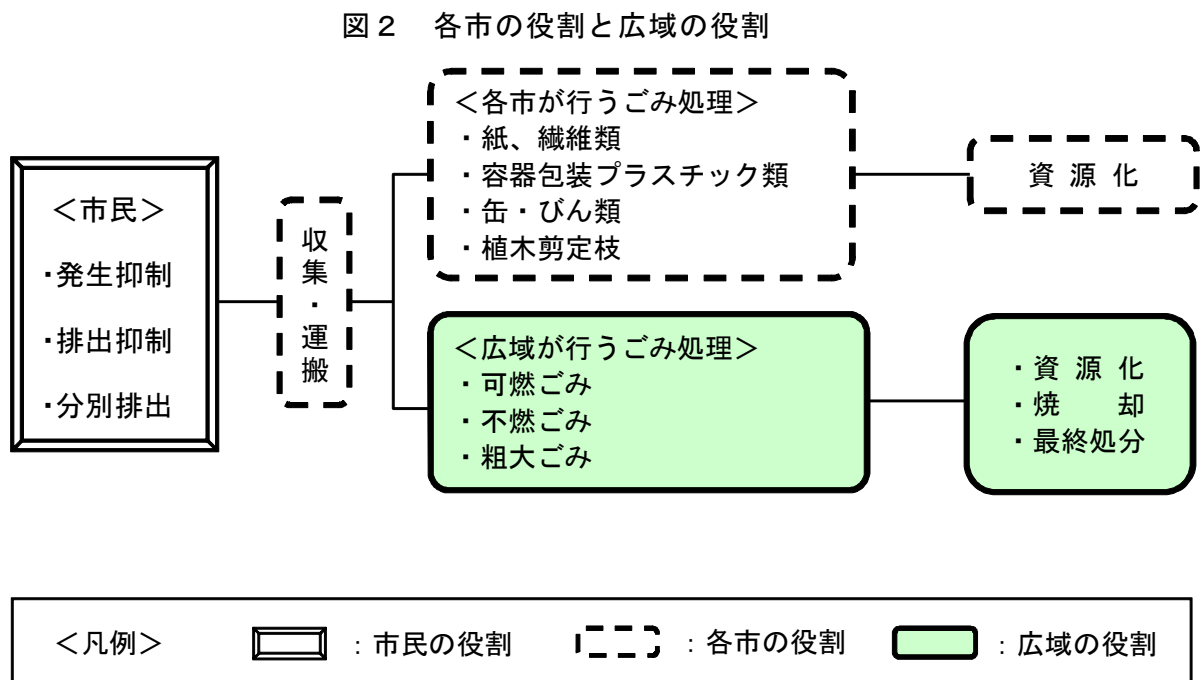 図２　各市の役割と広域の役割
＜市民＞
・発生抑制
・排出抑制
・分別排出
収集・運搬
＜各市が行うごみ処理＞
・紙、繊維類
・容器包装プラスチック類
・缶・びん類
・植木剪定枝
資 源 化
＜広域が行うごみ処理＞
・可燃ごみ
・不燃ごみ
・粗大ごみ
・資 源 化
・焼　　却
・最終処分
＜凡例＞　：市民の役割　：各市の役割　：広域の役割